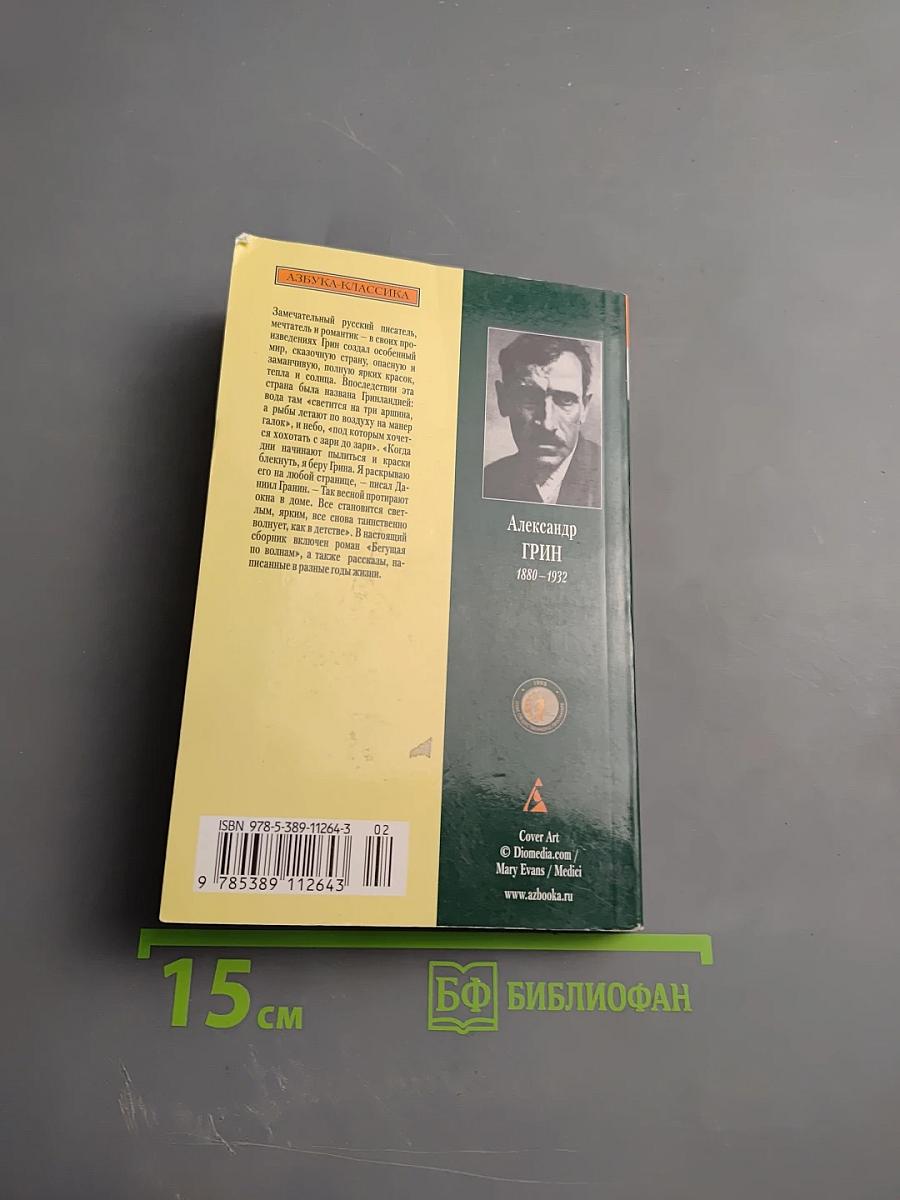 АЗБУКА-КЛАССИКА
Замечательный русский писатель,
мечтатель и романтик – в своих про-
изведениях Грин создал особенный
мир, сказочную страну, опасную и
заманчивую, полную ярких красок,
тепла и солнца. Впоследствии эта
страна была названа Гринландией:
вода там «светится на три аршина,
а рыбы летают по воздуху на манер
галок», и небо, «под которым хочет-
ся хохотать с зари до зари». «Когда
дни начинают пылиться и краски
блекнуть, я беру Грина. Я раскрываю
его на любой странице, – писал Да-
ниил Гранин. – Так весной протирают
окна в доме. Все становится свет-
лым, ярким, все снова таинственно
волнует, как в детстве». В настоящий
сборник включен роман «Бегущая
по волнам», а также рассказы, на-
писанные в разные годы жизни.
Александр
ГРИН
1880–1932
1995
Cover Art
© Diomedia.com /
Mary Evans / Medici
www.azbooka.ru
ISBN 978-5-389-11264-3
02
9 785389 112643
15 см
БФ БИБЛИОФАН